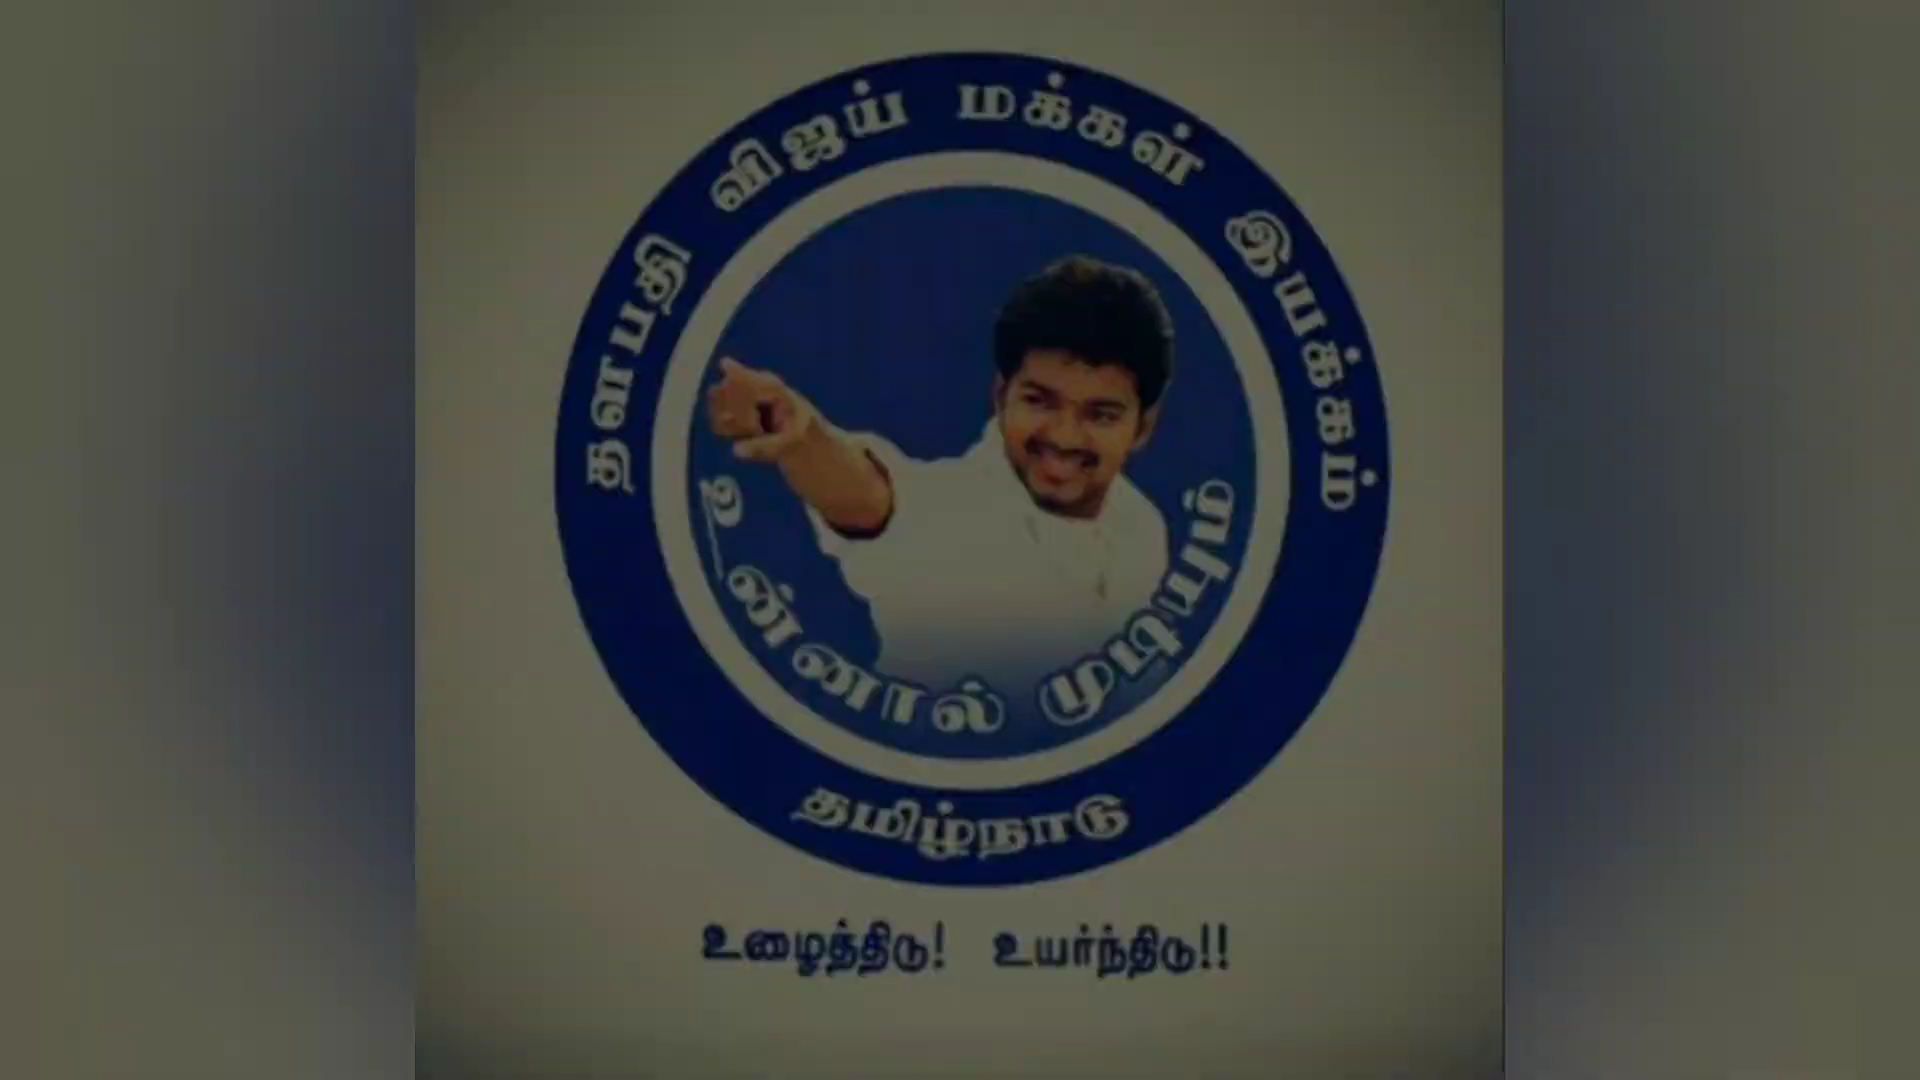 தளபதி விஜய் மக்கள் இயக்கம்
உன்னால் முடியும்
தமிழ்நாடு
உழைத்திடு! உயர்ந்திடு!!